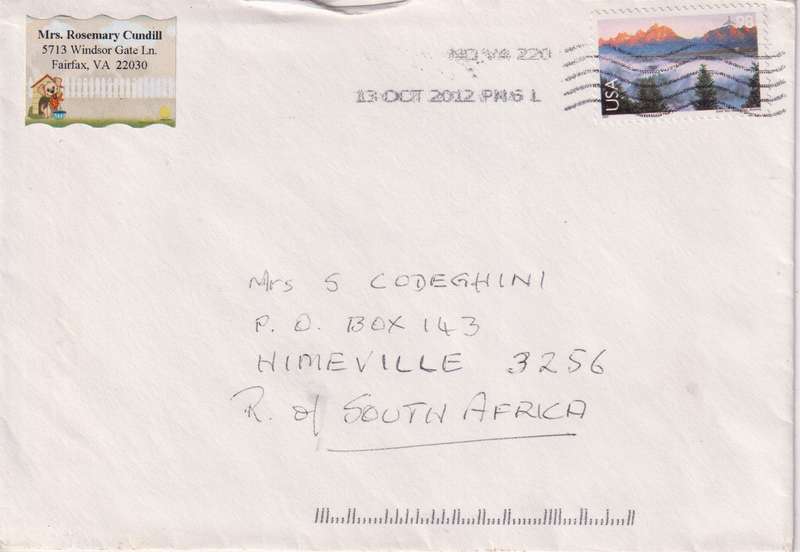 Mrs. Rosemary Cundill
5713 Windsor Gate Ln.
Fairfax, VA 22030
NO VA 220
13 OCT 2012 PM 6 L
98
USA
Mrs S CODEGHINI
P. O. BOX 143
HIMEVILLE 3256
R. of SOUTH AFRICA